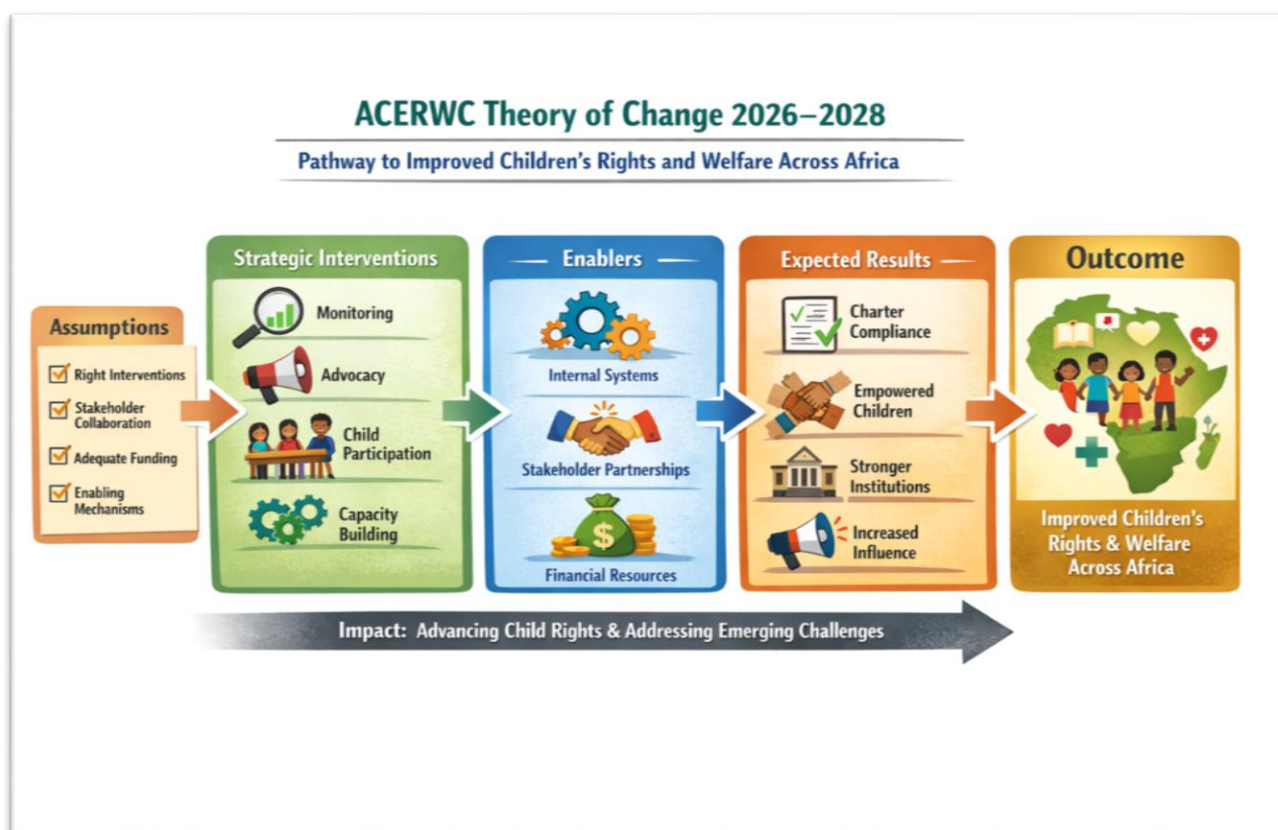 ACERWC Theory of Change 2026–2028
Pathway to Improved Children's Rights and Welfare Across Africa
Assumptions
Right Interventions
Stakeholder
Collaboration
Adequate Funding
Enabling
Mechanisms
Strategic Interventions
Monitoring
Advocacy
Child
Participation
Capacity
Building
Enablers
Internal Systems
Stakeholder Partnerships
$
Financial Resources
Expected Results
Charter
Compliance
Empowered
Children
Stronger
Institutions
Increased
Influence
Outcome
Improved Children's
Rights & Welfare
Across Africa
Impact: Advancing Child Rights & Addressing Emerging Challenges